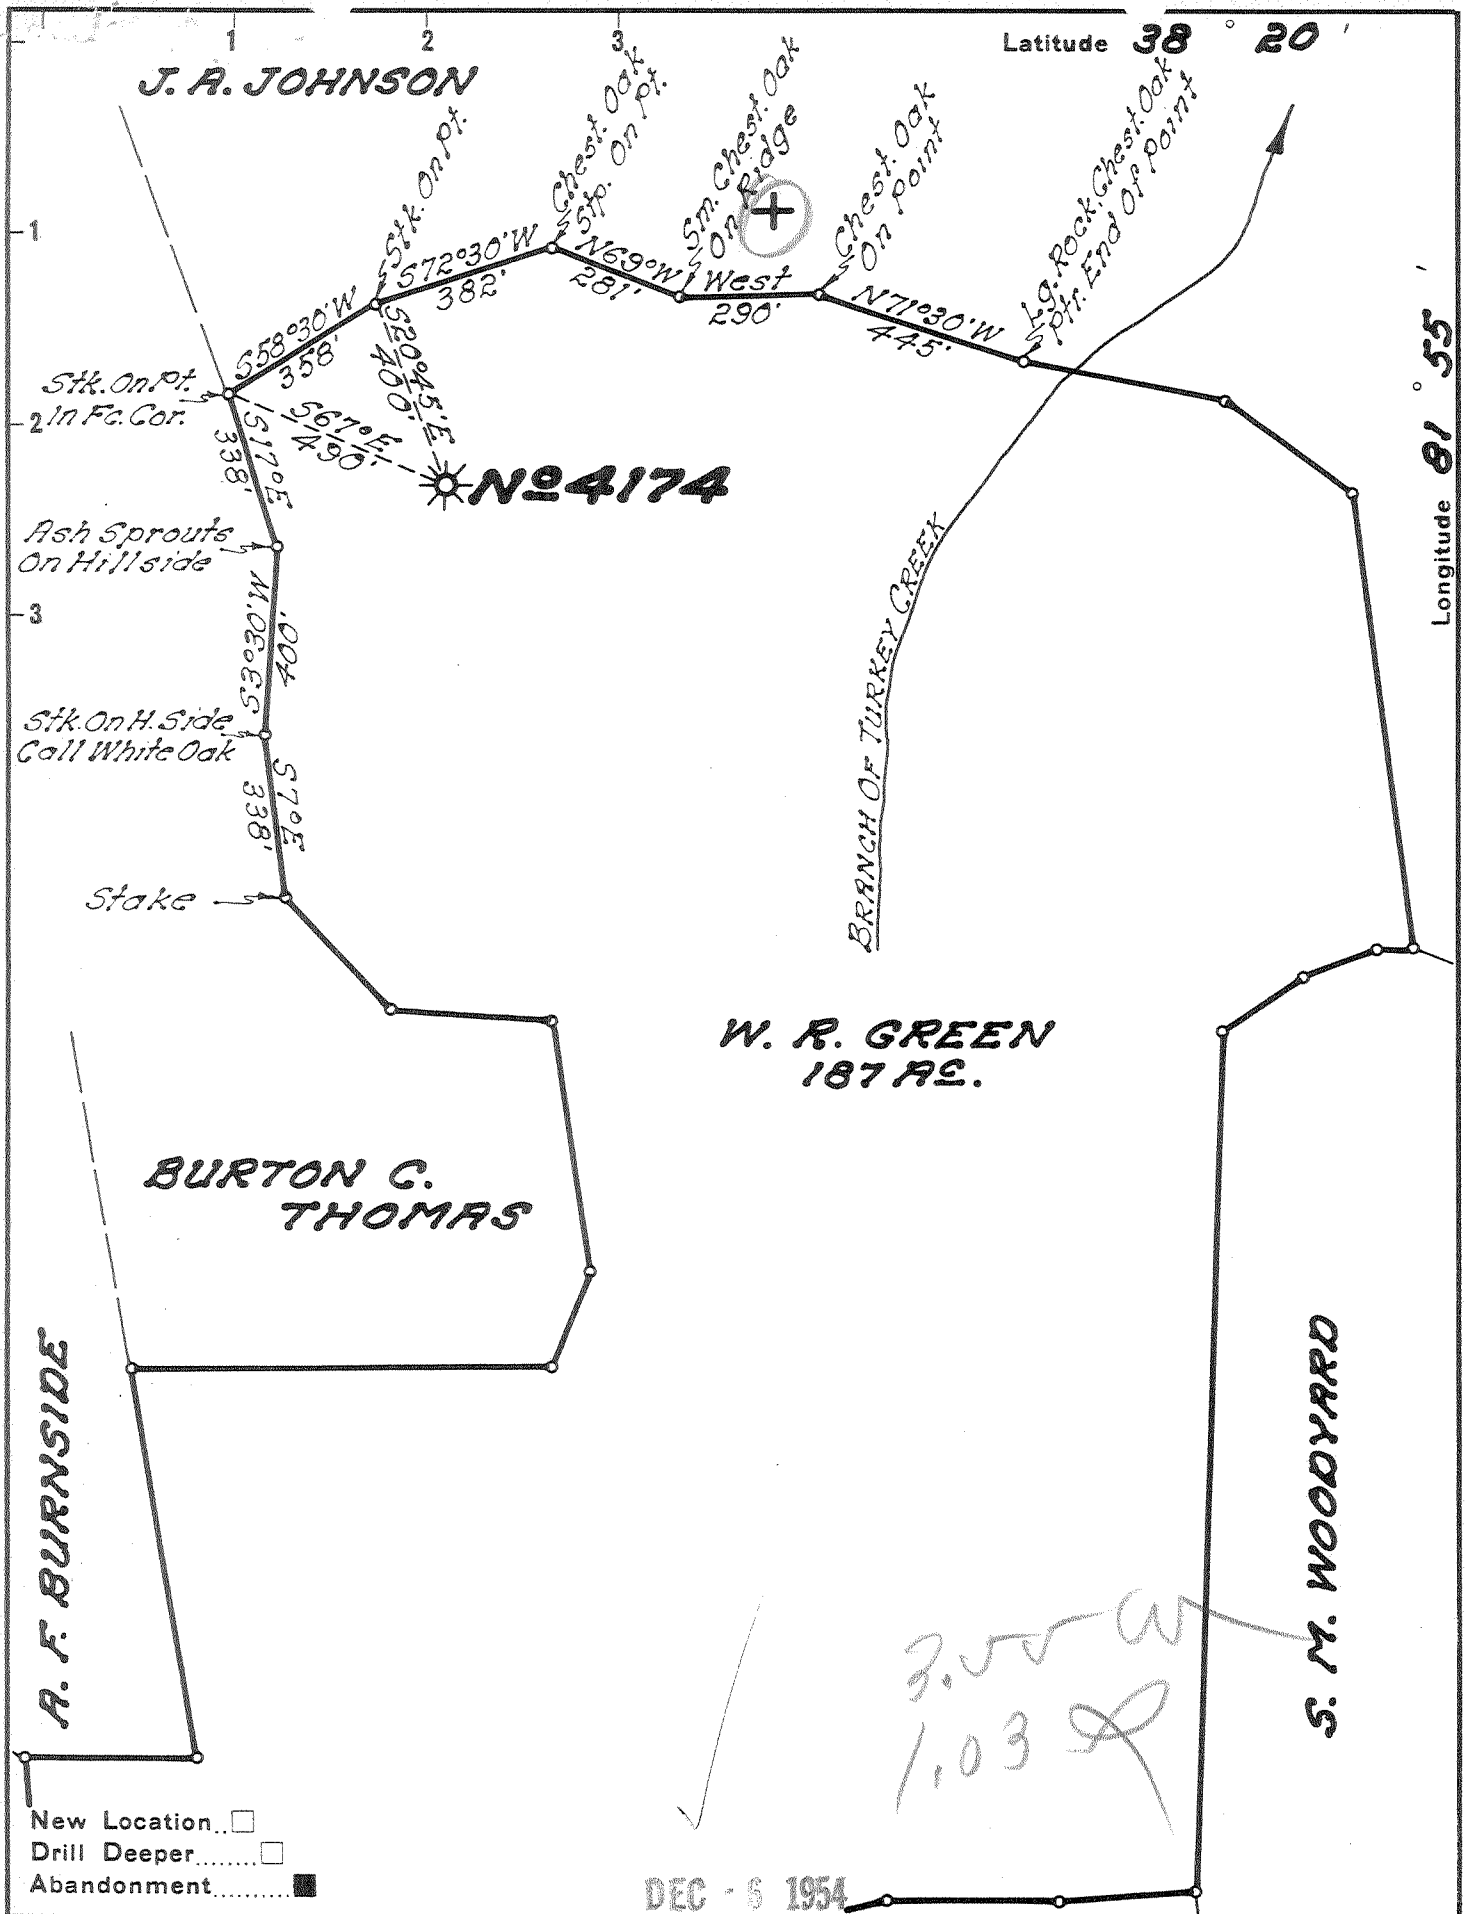 1 2 3
Latitude 38 ° 20 '
J. A. JOHNSON
Stk. On Pt.
Chest. Oak
Stp. On Pt.
Sm. Chest. Oak
On Ridge
+
Chest. Oak
On Point
Lg. Rock, Chest. Oak
Ptr. End Of Point
1
S58°30'W
358'
S72°30'W
382'
N69°W
281'
West
290'
N71°30'W
445'
Longitude 81 ° 55
Stk. On Pt.
In Fc. Cor.
2
S67°E
490'
S20°45'E
400'
No 4174
S17°E
338'
Ash Sprouts
On Hillside
3
S3°30'W
400'
Stk. On H. Side
Call White Oak
S7°E
338'
Stake
BRANCH OF TURKEY CREEK
W. R. GREEN
187 Ac.
BURTON C.
THOMAS
A. F. BURNSIDE
S. M. WOODYARD
1.03
New Location..
Drill Deeper........
Abandonment.........
DEC - 6 1954